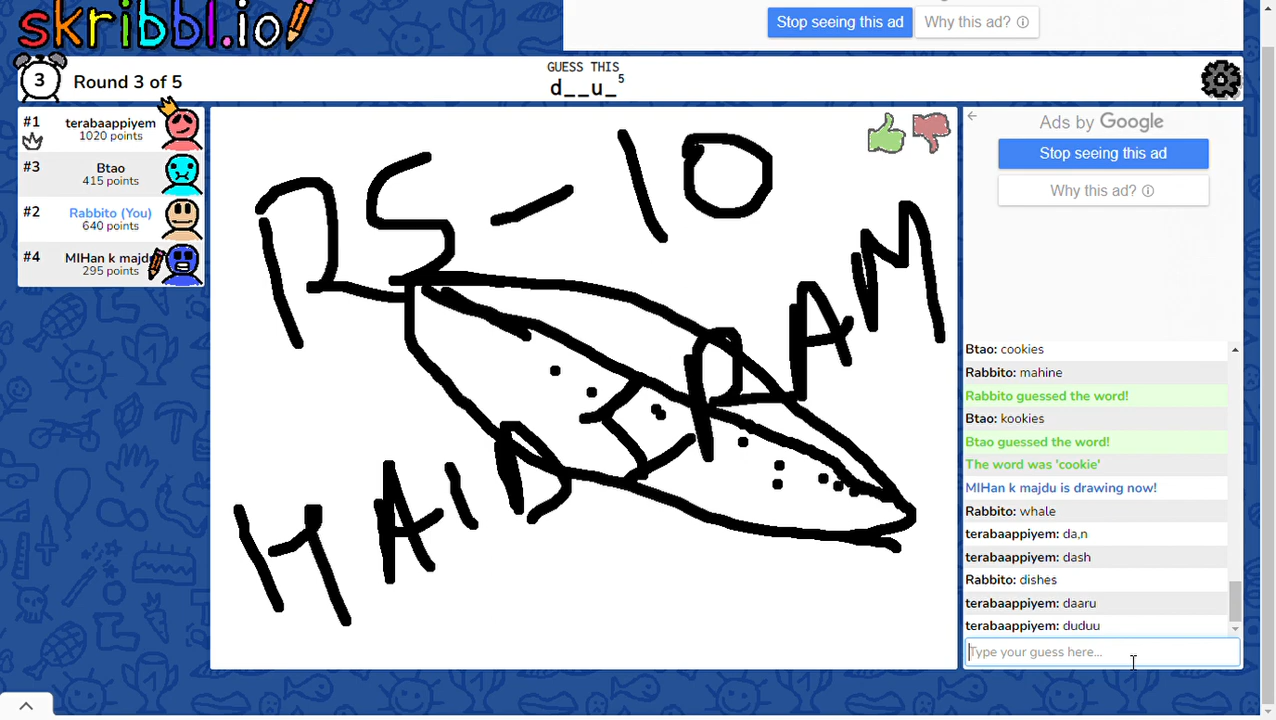 skribbl.io
Stop seeing this ad
Why this ad?
3
Round 3 of 5
GUESS THIS
d__u_ 5
#1
terabaappiyem
1020 points
#3
Btao
415 points
#2
Rabbito (You)
640 points
#4
MIHan k majdu
295 points
RS-10
HAID
RAM
Ads by Google
Stop seeing this ad
Why this ad?
Btao: cookies
Rabbito: mahine
Rabbito guessed the word!
Btao: kookies
Btao guessed the word!
The word was 'cookie'
MIHan k majdu is drawing now!
Rabbito: whale
terabaappiyem: da,n
terabaappiyem: dash
Rabbito: dishes
terabaappiyem: daaru
terabaappiyem: duduu
Type your guess here...